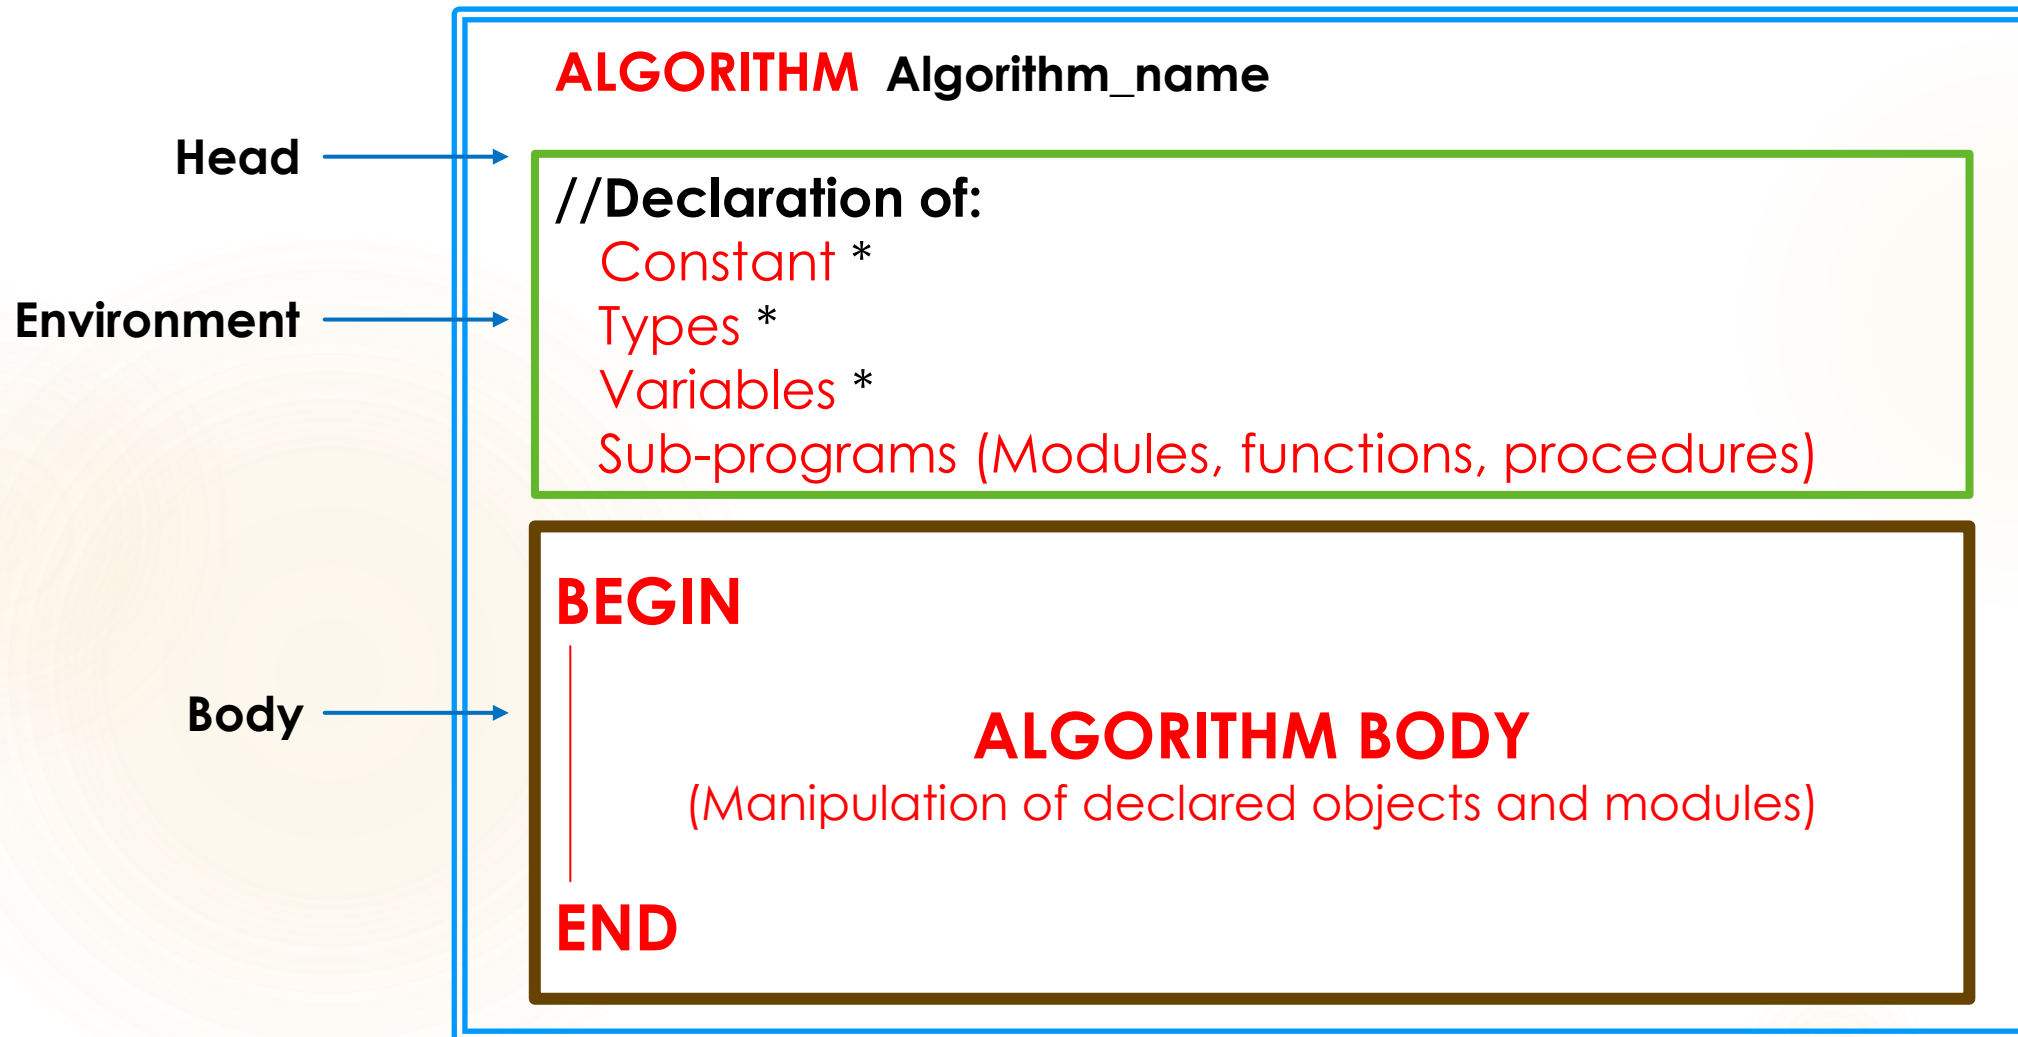 ALGORITHM Algorithm_name
Head
//Declaration of:
Constant *
Environment
Types *
Variables *
Sub-programs (Modules, functions, procedures)
BEGIN
Body
ALGORITHM BODY
(Manipulation of declared objects and modules)
END